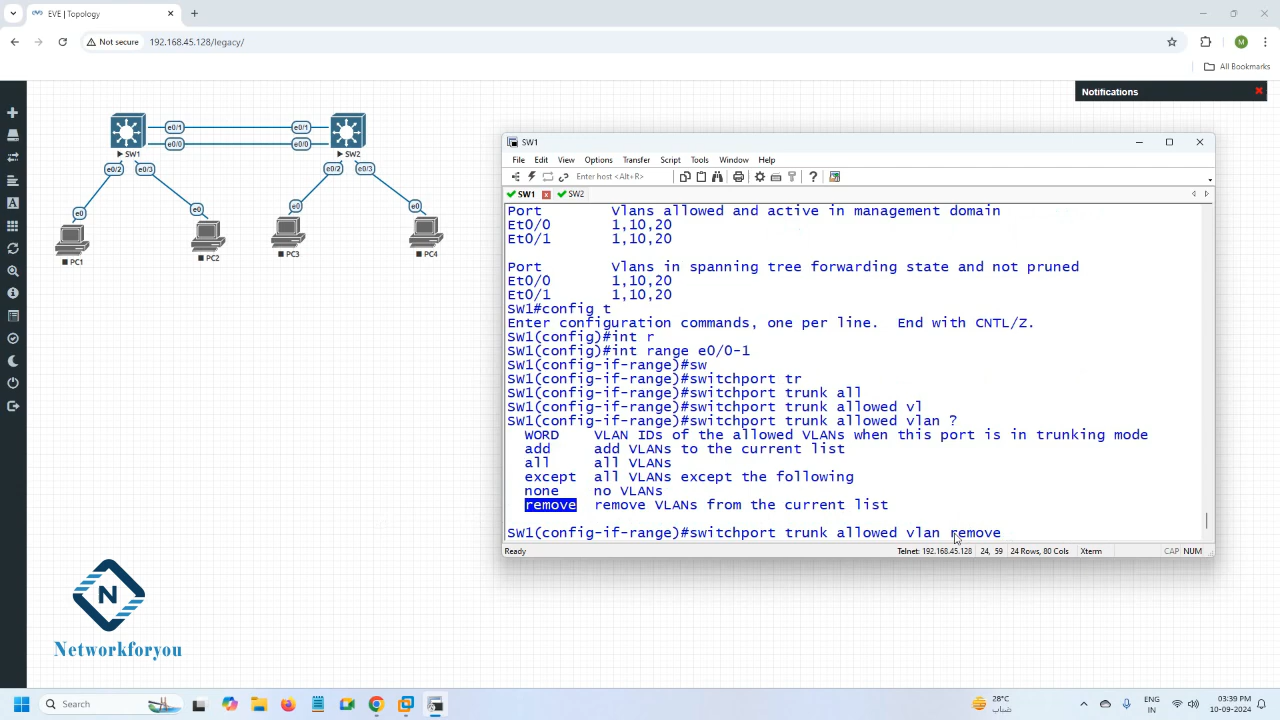 EVE | Topology
Not secure
192.168.45.128/legacy/
M
All Bookmarks
Notifications
e0/1
e0/1
e0/0
e0/0
SW1
SW2
e0/2
e0/3
e0/2
e0/3
e0
e0
e0
e0
PC1
PC2
PC3
PC4
SW1
File Edit View Options Transfer Script Tools Window Help
Enter host <Alt+R>
SW1
SW2
Port Vlans allowed and active in management domain
Et0/0 1,10,20
Et0/1 1,10,20
Port Vlans in spanning tree forwarding state and not pruned
Et0/0 1,10,20
Et0/1 1,10,20
SW1#config t
Enter configuration commands, one per line. End with CNTL/Z.
SW1(config)#int r
SW1(config)#int range e0/0-1
SW1(config-if-range)#sw
SW1(config-if-range)#switchport tr
SW1(config-if-range)#switchport trunk all
SW1(config-if-range)#switchport trunk allowed vl
SW1(config-if-range)#switchport trunk allowed vlan ?
WORD VLAN IDs of the allowed VLANs when this port is in trunking mode
add add VLANs to the current list
all all VLANs
except all VLANs except the following
none no VLANs
remove remove VLANs from the current list
SW1(config-if-range)#switchport trunk allowed vlan remove
Ready
Telnet: 192.168.45.128
24, 59
24 Rows, 80 Cols
Xterm
CAP NUM
N
Networkforyou
Search
28°C
ضباب
ENG
IN
03:39 PM
10-09-2024